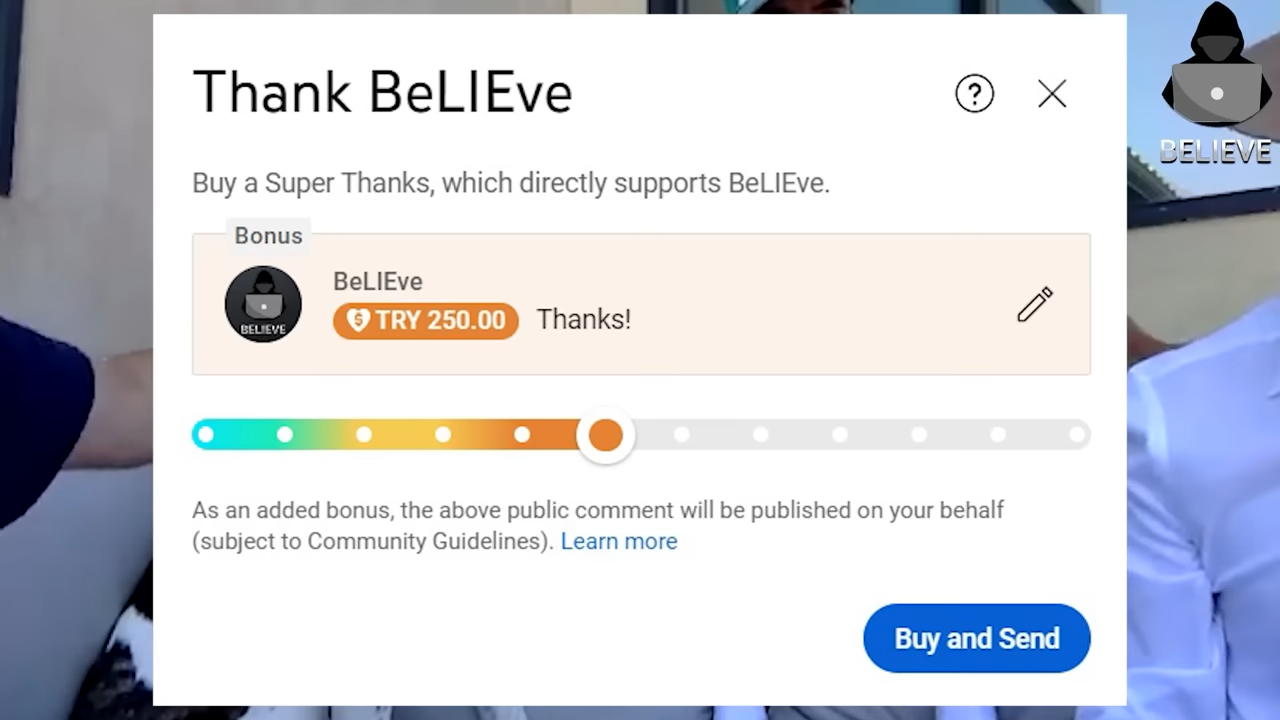 Thank BeLIEve
?
BELIEVE
Buy a Super Thanks, which directly supports BeLIEve.
Bonus
BeLIEve
BELIEVE
$ TRY 250.00 Thanks!
As an added bonus, the above public comment will be published on your behalf
(subject to Community Guidelines). Learn more
Buy and Send